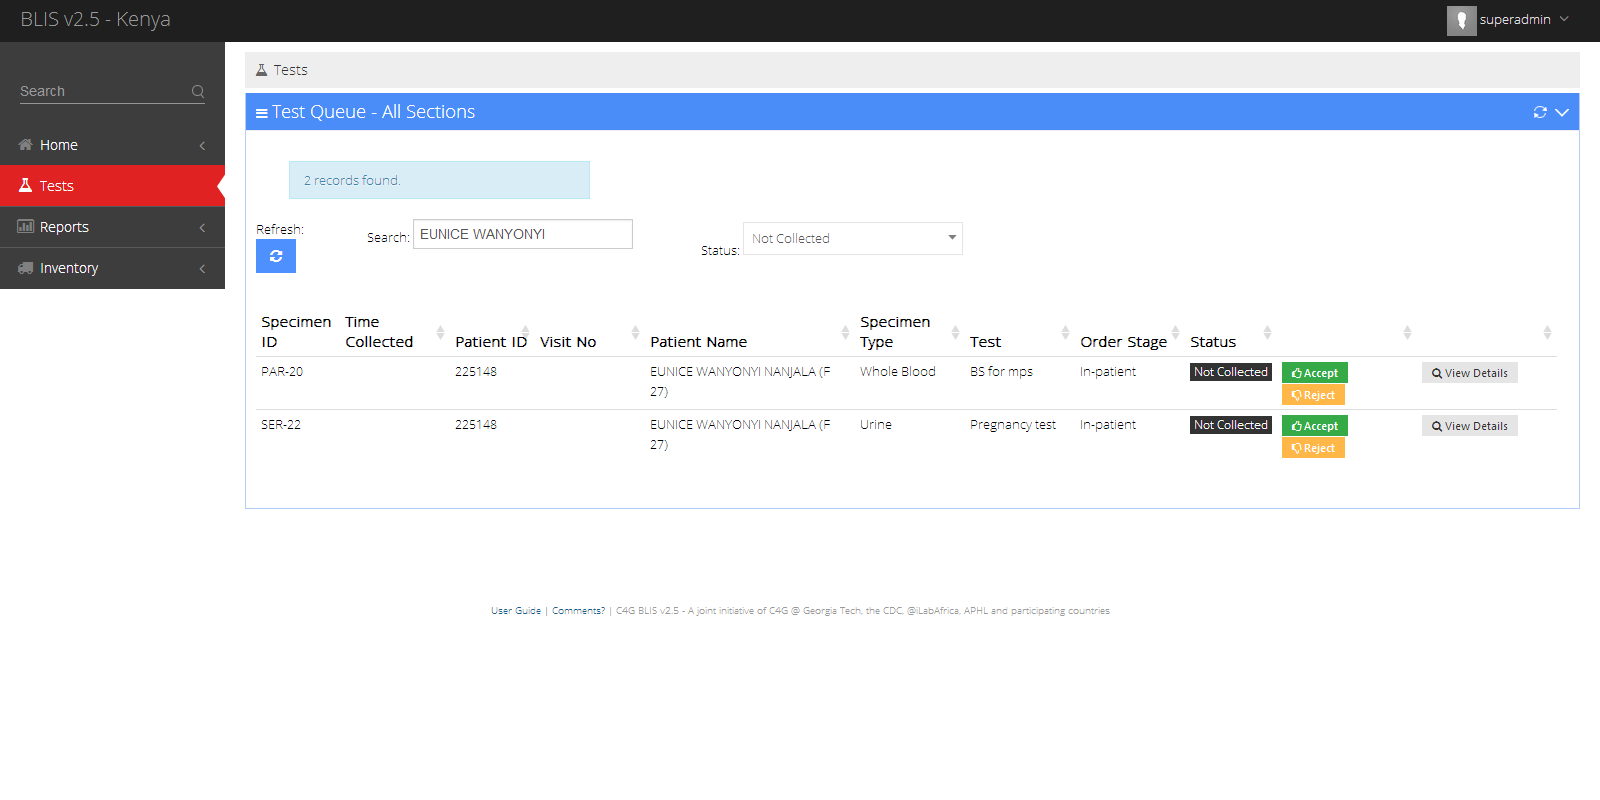 BLIS v2.5 - Kenya
superadmin
Search
Home
Tests
Reports
Inventory
Tests
Test Queue - All Sections
2 records found.
Refresh:
Search: EUNICE WANYONYI
Status: Not Collected
Specimen ID Time Collected Patient ID Visit No Patient Name Specimen Type Test Order Stage Status
PAR-20 225148 EUNICE WANYONYI NANJALA (F 27) Whole Blood BS for mps In-patient Not Collected Accept Reject View Details
SER-22 225148 EUNICE WANYONYI NANJALA (F 27) Urine Pregnancy test In-patient Not Collected Accept Reject View Details
User Guide | Comments? | C4G BLIS v2.5 - A joint initiative of C4G @ Georgia Tech, the CDC, @iLabAfrica, APHL and participating countries